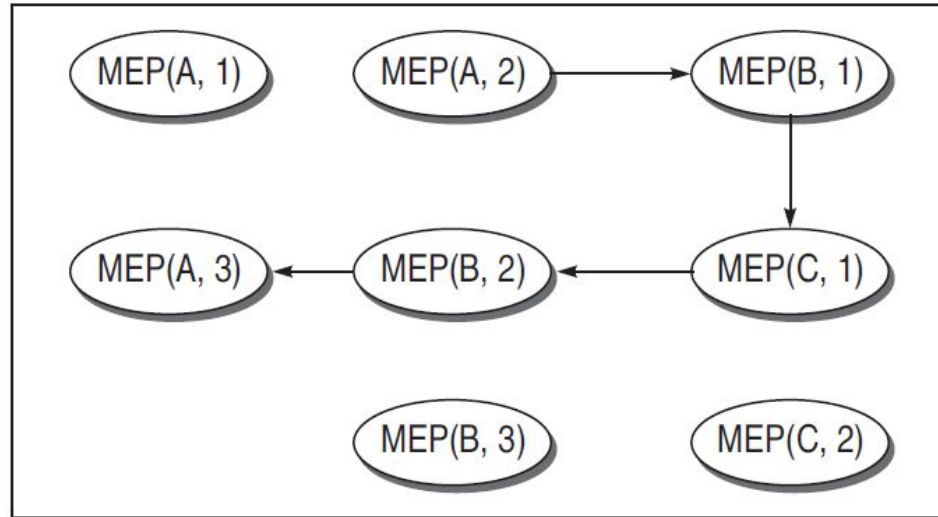 MEP(A, 1)
MEP(A, 2)
MEP(B, 1)
MEP(A, 3)
MEP(B, 2)
MEP(C, 1)
MEP(B, 3)
MEP(C, 2)